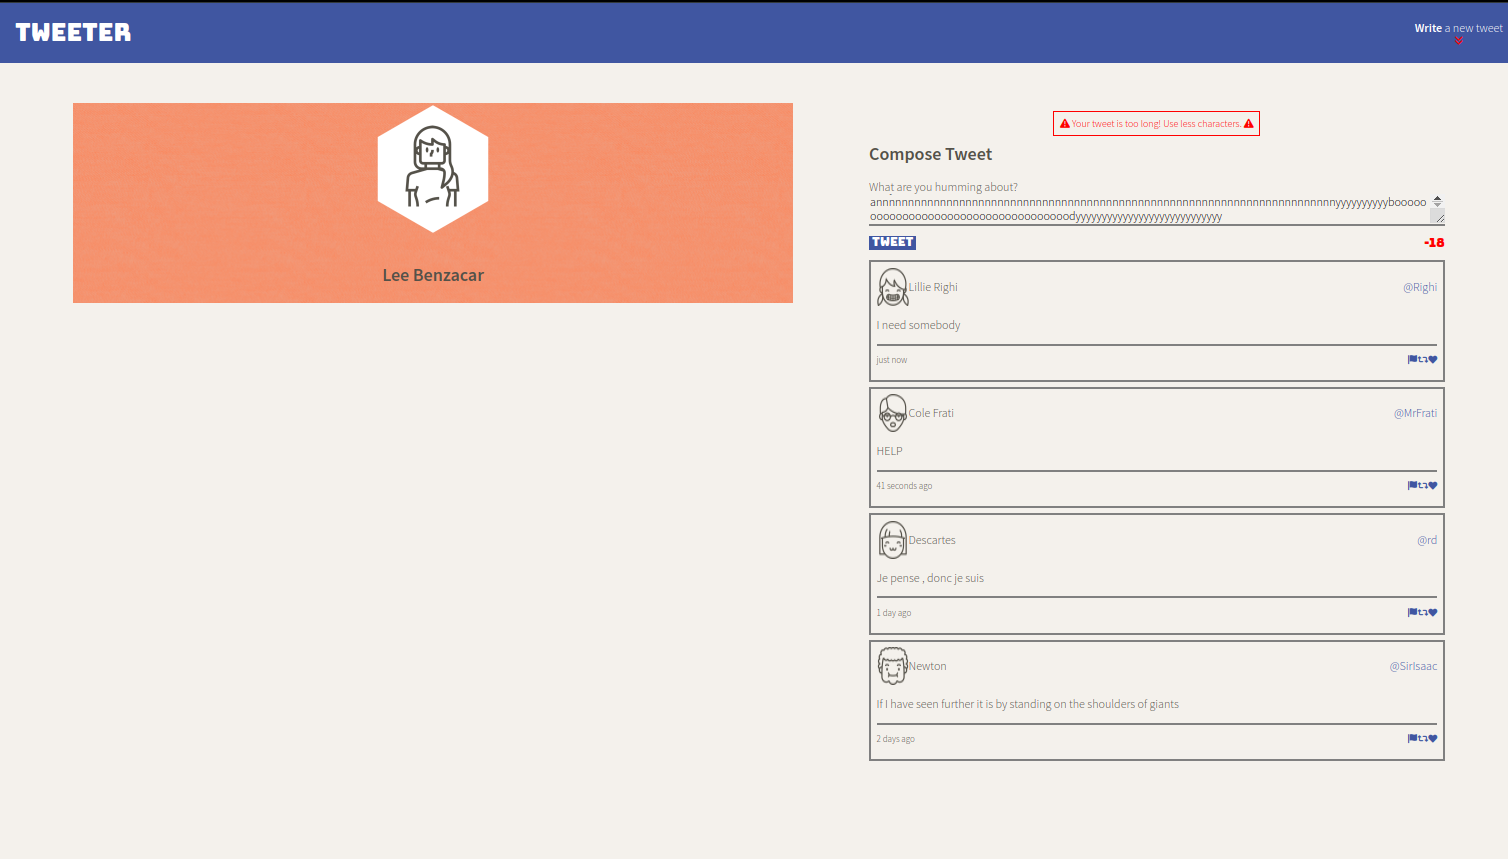 TWEETER
Write a new tweet
Lee Benzacar
Your tweet is too long! Use less characters.
Compose Tweet
What are you humming about?
TWEET
-18
Lillie Righi
@Righi
I need somebody
just now
Cole Frati
@MrFrati
HELP
41 seconds ago
Descartes
@rd
Je pense , donc je suis
1 day ago
Newton
@SirIsaac
If I have seen further it is by standing on the shoulders of giants
2 days ago